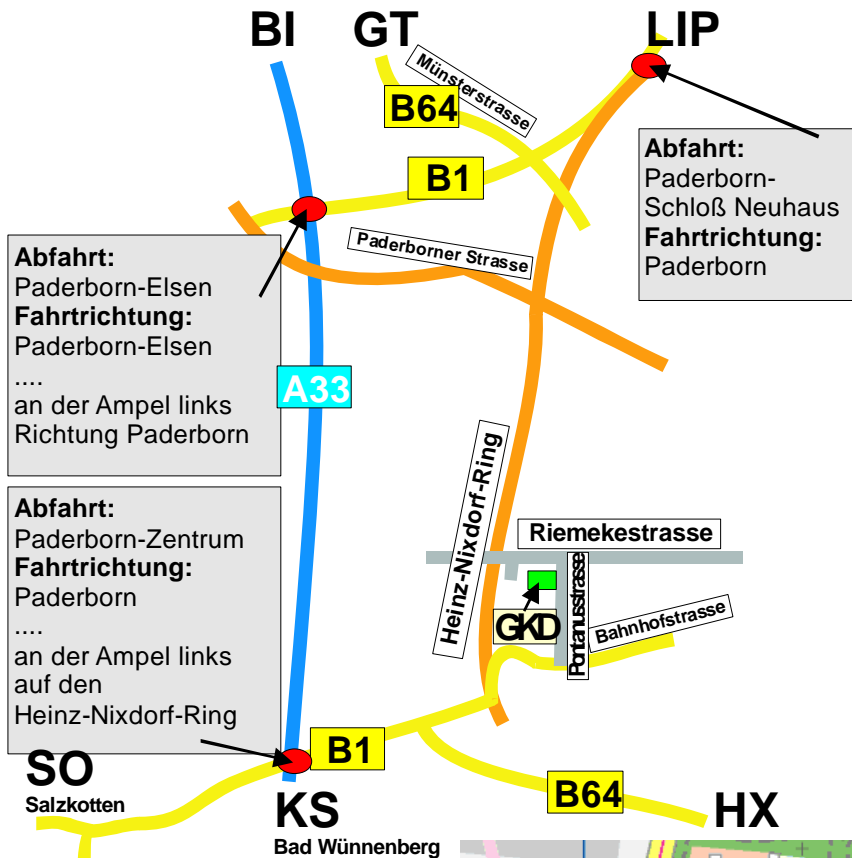 BI
GT
LIP
Münsterstrasse
B64
B1
Abfahrt:
Paderborn-
Schloß Neuhaus
Fahrtrichtung:
Paderborn
Paderborner Strasse
Abfahrt:
Paderborn-Elsen
Fahrtrichtung:
Paderborn-Elsen
....
an der Ampel links
Richtung Paderborn
A33
Abfahrt:
Paderborn-Zentrum
Fahrtrichtung:
Paderborn
....
an der Ampel links
auf den
Heinz-Nixdorf-Ring
Heinz-Nixdorf-Ring
Riemekestrasse
GKD
Pontanusstrasse
Bahnhofstrasse
B1
SO
Salzkotten
KS
Bad Wünnenberg
B64
HX